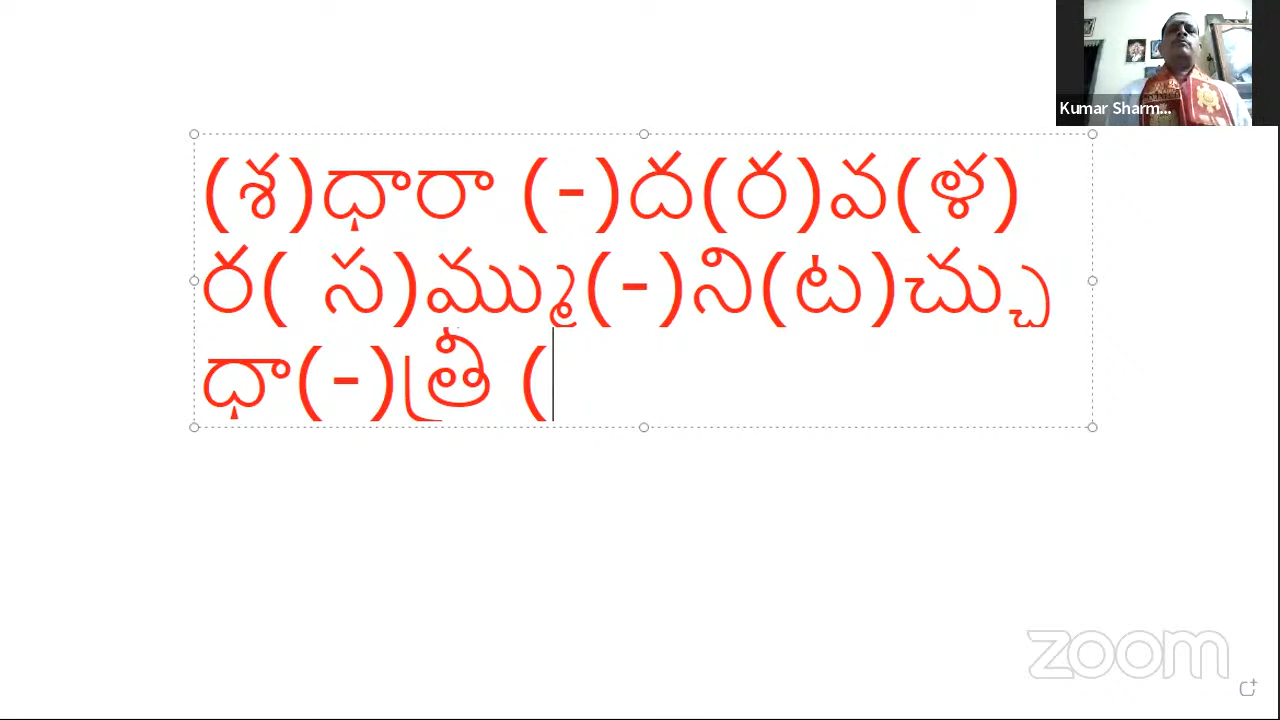 Kumar Sharm...
(శ)ధారా (-)ద(ర)వ(ళ)
ర( స)మ్ము(-)ని(ట)చ్చు
ధా(-)త్రీ (
zoom